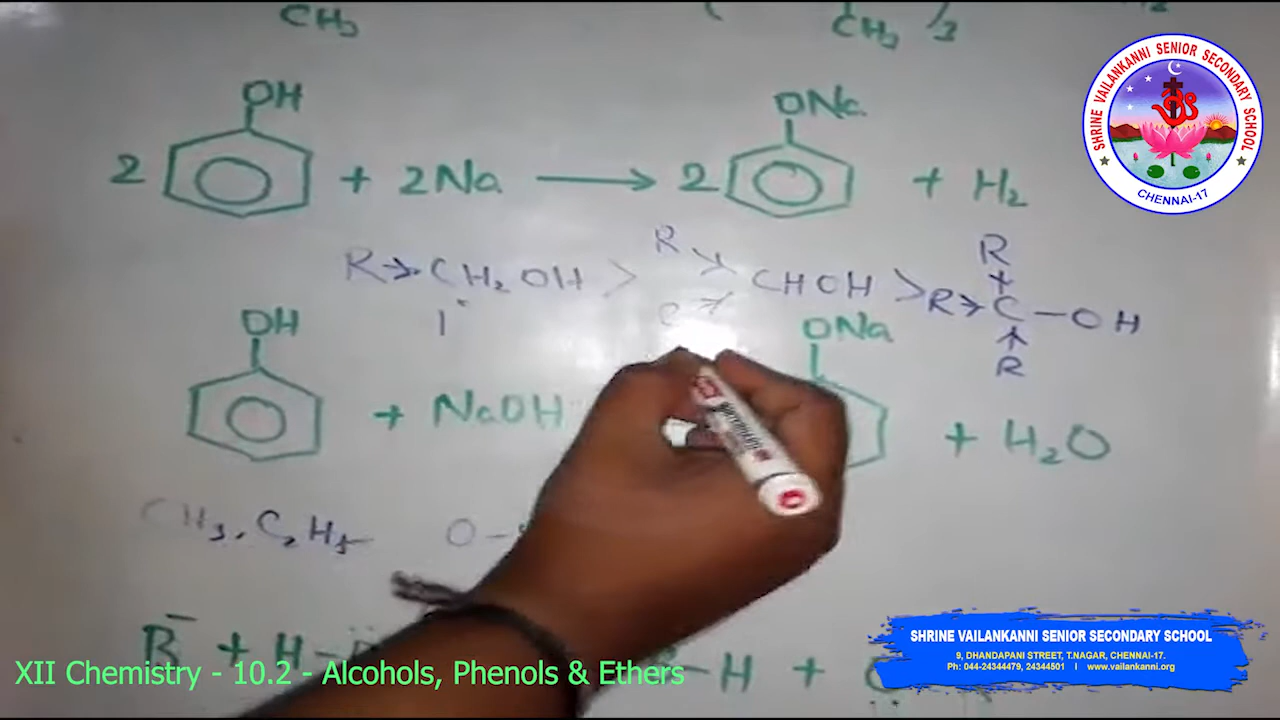 CH3
CH3 )3
OH
ONa
2 + 2Na → 2 + H2
R
R
R → CH2OH > CHOH > R → C — OH
1°
R
OH
ONa
+ NaOH
+ H2O
CH3, C2H5 O-
B⁻ + H -
-H +
SHRINE VAILANKANNI SENIOR SECONDARY SCHOOL
CHENNAI-17
XII Chemistry - 10.2 - Alcohols, Phenols & Ethers
SHRINE VAILANKANNI SENIOR SECONDARY SCHOOL
9, DHANDAPANI STREET, T.NAGAR, CHENNAI-17.
Ph: 044-24344479, 24344501 I www.vailankanni.org